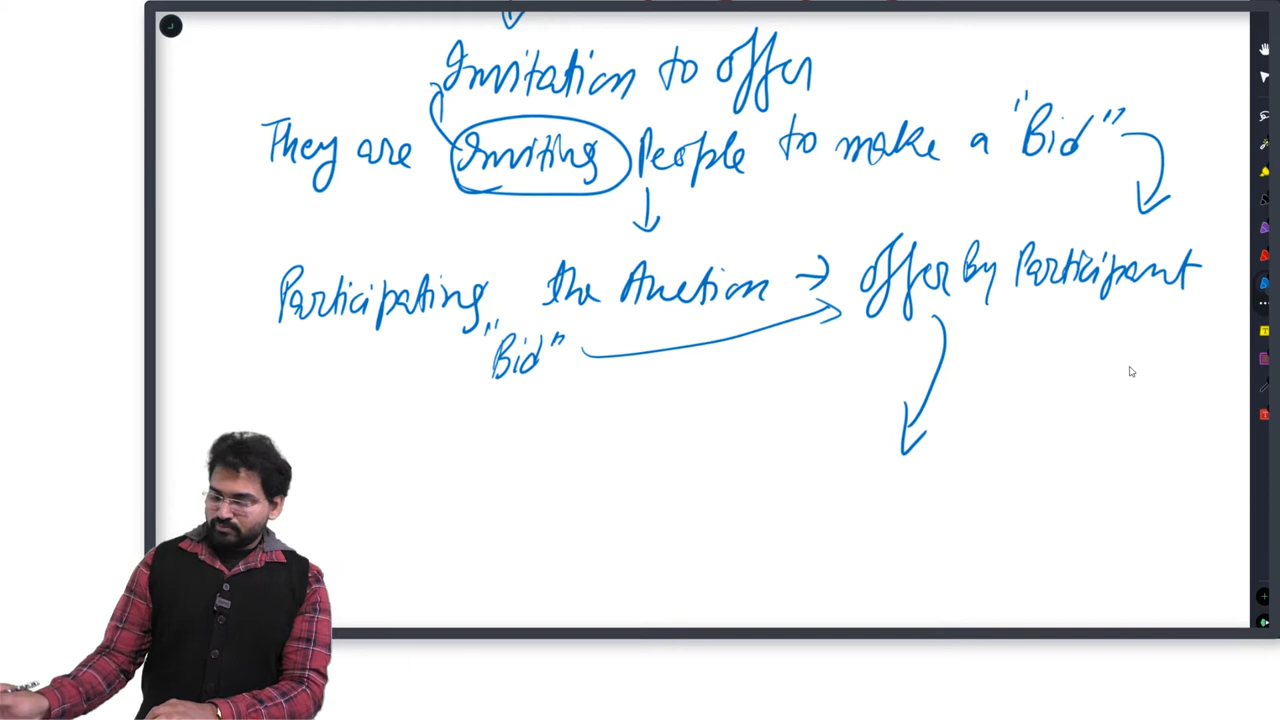 Invitation to offer
They are Inviting People to make a "Bid"
Participating the Auction → offer By Participant
"Bid"